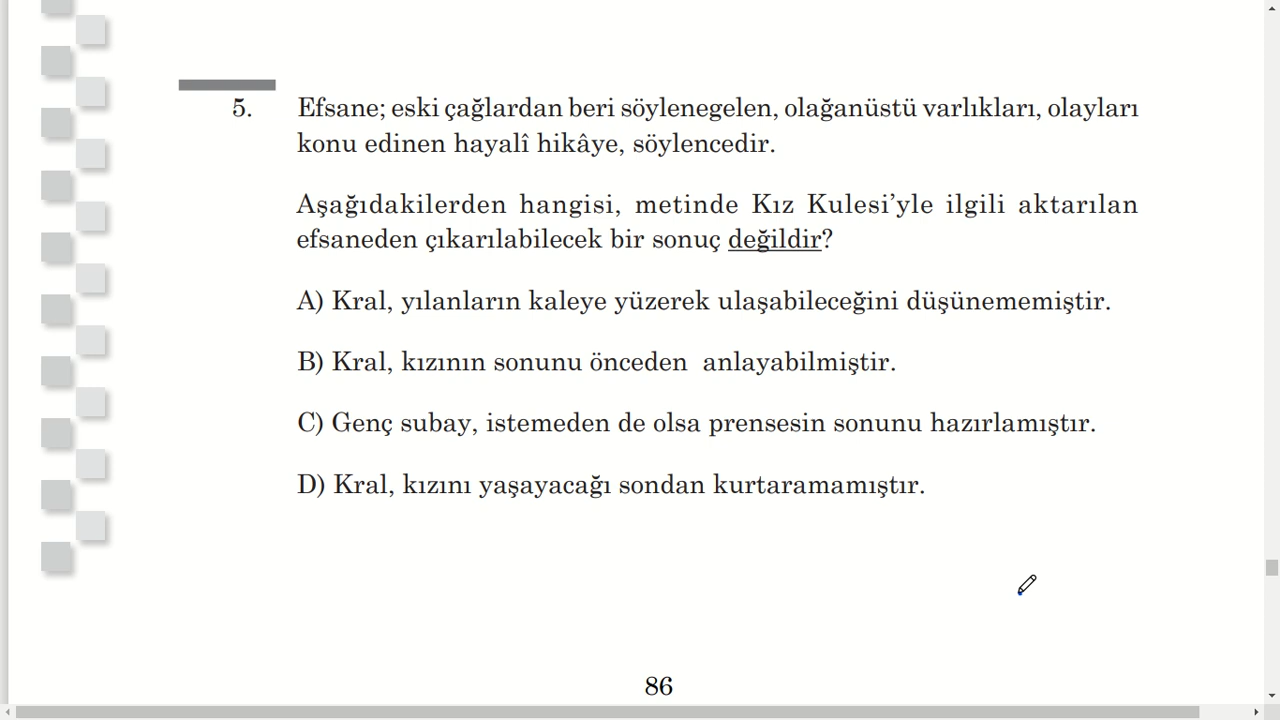 5. Efsane; eski çağlardan beri söylenegelen, olağanüstü varlıkları, olayları
konu edinen hayalî hikâye, söylencedir.
Aşağıdakilerden hangisi, metinde Kız Kulesi’yle ilgili aktarılan
efsaneden çıkarılabilecek bir sonuç değildir?
A) Kral, yılanların kaleye yüzerek ulaşabileceğini düşünememiştir.
B) Kral, kızının sonunu önceden anlayabilmiştir.
C) Genç subay, istemeden de olsa prensesin sonunu hazırlamıştır.
D) Kral, kızını yaşayacağı sondan kurtaramamıştır.
86